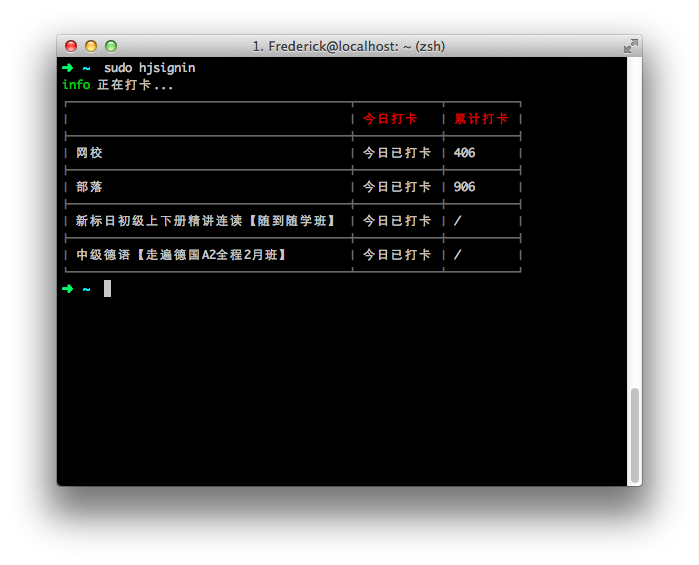 1. Frederick@localhost: ~ (zsh)
➜ ~ sudo hjsignin
info 正在打卡...
今日打卡 累计打卡
网校 今日已打卡 406
部落 今日已打卡 906
新标日初级上下册精讲连读【随到随学班】 今日已打卡 /
中级德语【走遍德国A2全程2月班】 今日已打卡 /
➜ ~